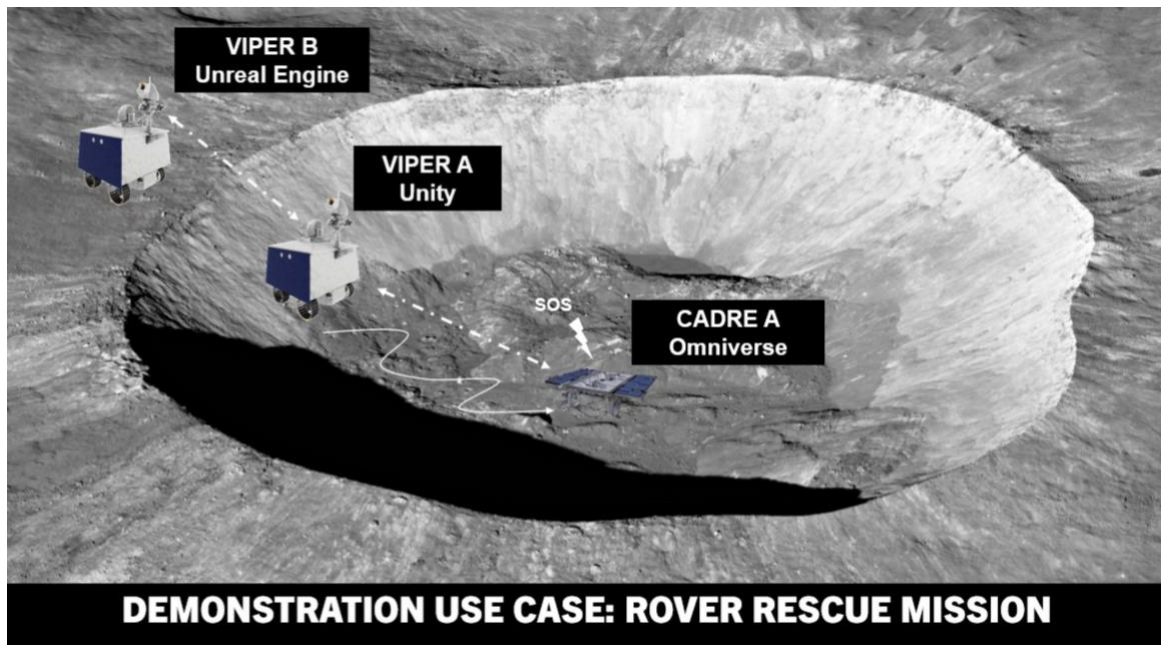 VIPER B
Unreal Engine
VIPER A
Unity
SOS
CADRE A
Omniverse
DEMONSTRATION USE CASE: ROVER RESCUE MISSION